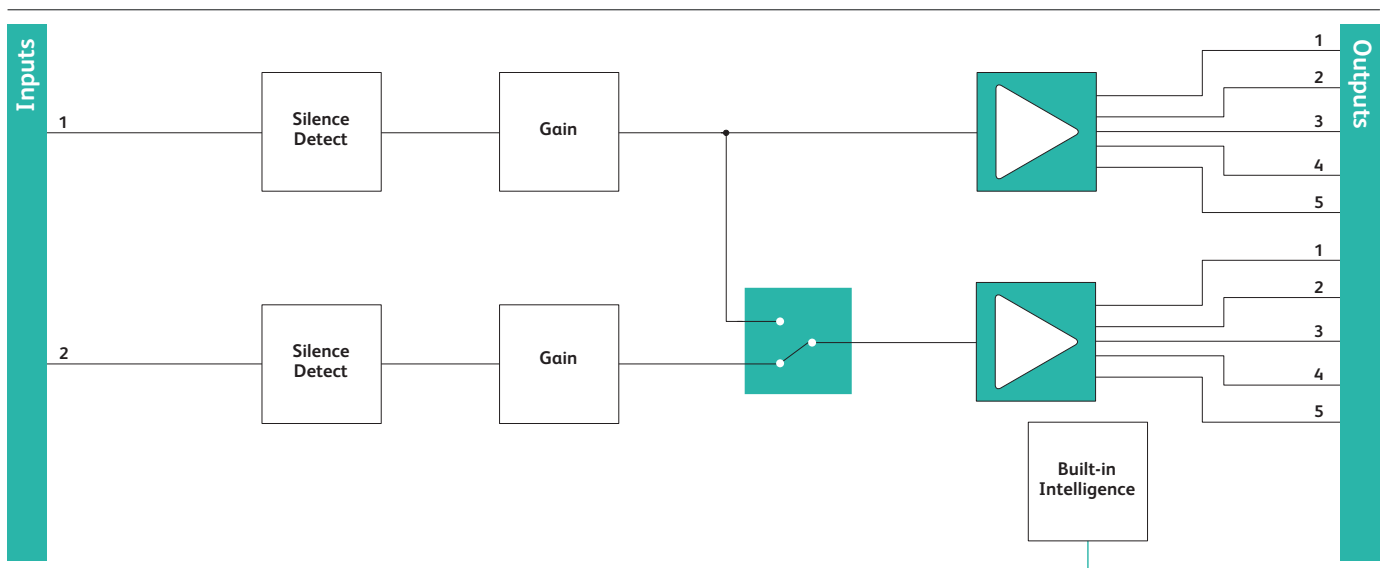 Inputs
1
Silence
Detect
Gain
1
2
3
4
5
Outputs
2
Silence
Detect
Gain
1
2
3
4
5
Built-in
Intelligence